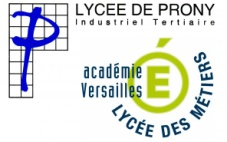 LYCEE DE PRONY
Industriel Tertiaire
académie
Versailles
É
LYCÉE DES MÉTIERS